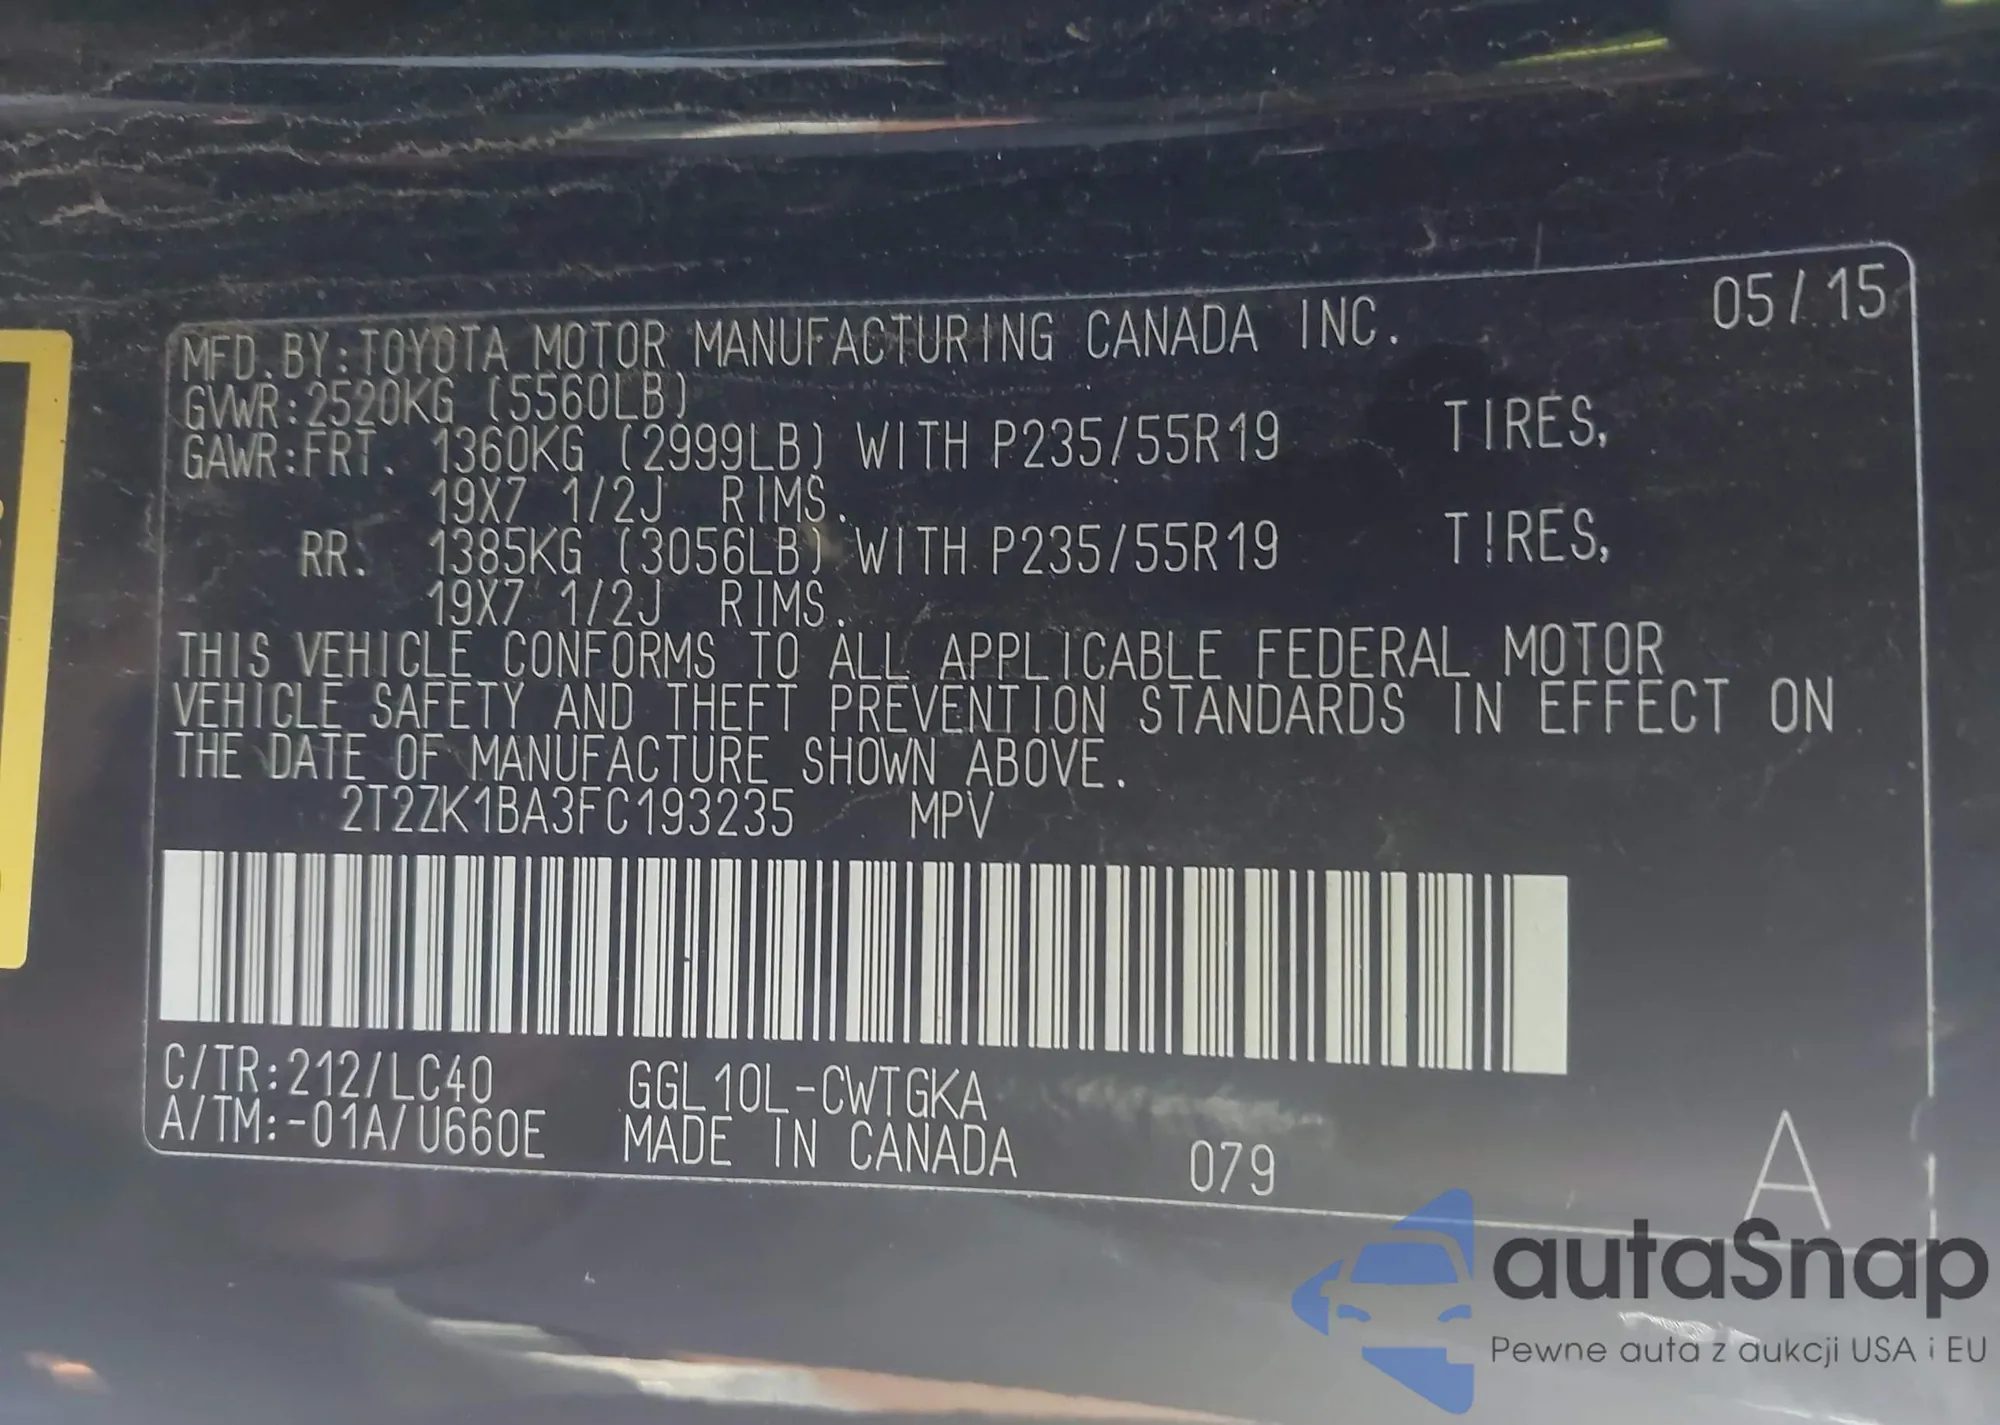 05/15
MFD.BY:TOYOTA MOTOR MANUFACTURING CANADA INC.
GVWR:2520KG (5560LB)
GAWR:FRT. 1360KG (2999LB) WITH P235/55R19 TIRES,
19X7 1/2J RIMS.
RR. 1385KG (3056LB) WITH P235/55R19 TIRES,
19X7 1/2J RIMS.
THIS VEHICLE CONFORMS TO ALL APPLICABLE FEDERAL MOTOR
VEHICLE SAFETY AND THEFT PREVENTION STANDARDS IN EFFECT ON
THE DATE OF MANUFACTURE SHOWN ABOVE.
2T2ZK1BA3FC193235 MPV
C/TR:212/LC40 GGL10L-CWTGKA
A/TM:-01A/U660E MADE IN CANADA 079
A
autaSnap
Pewne auta z aukcji USA i EU